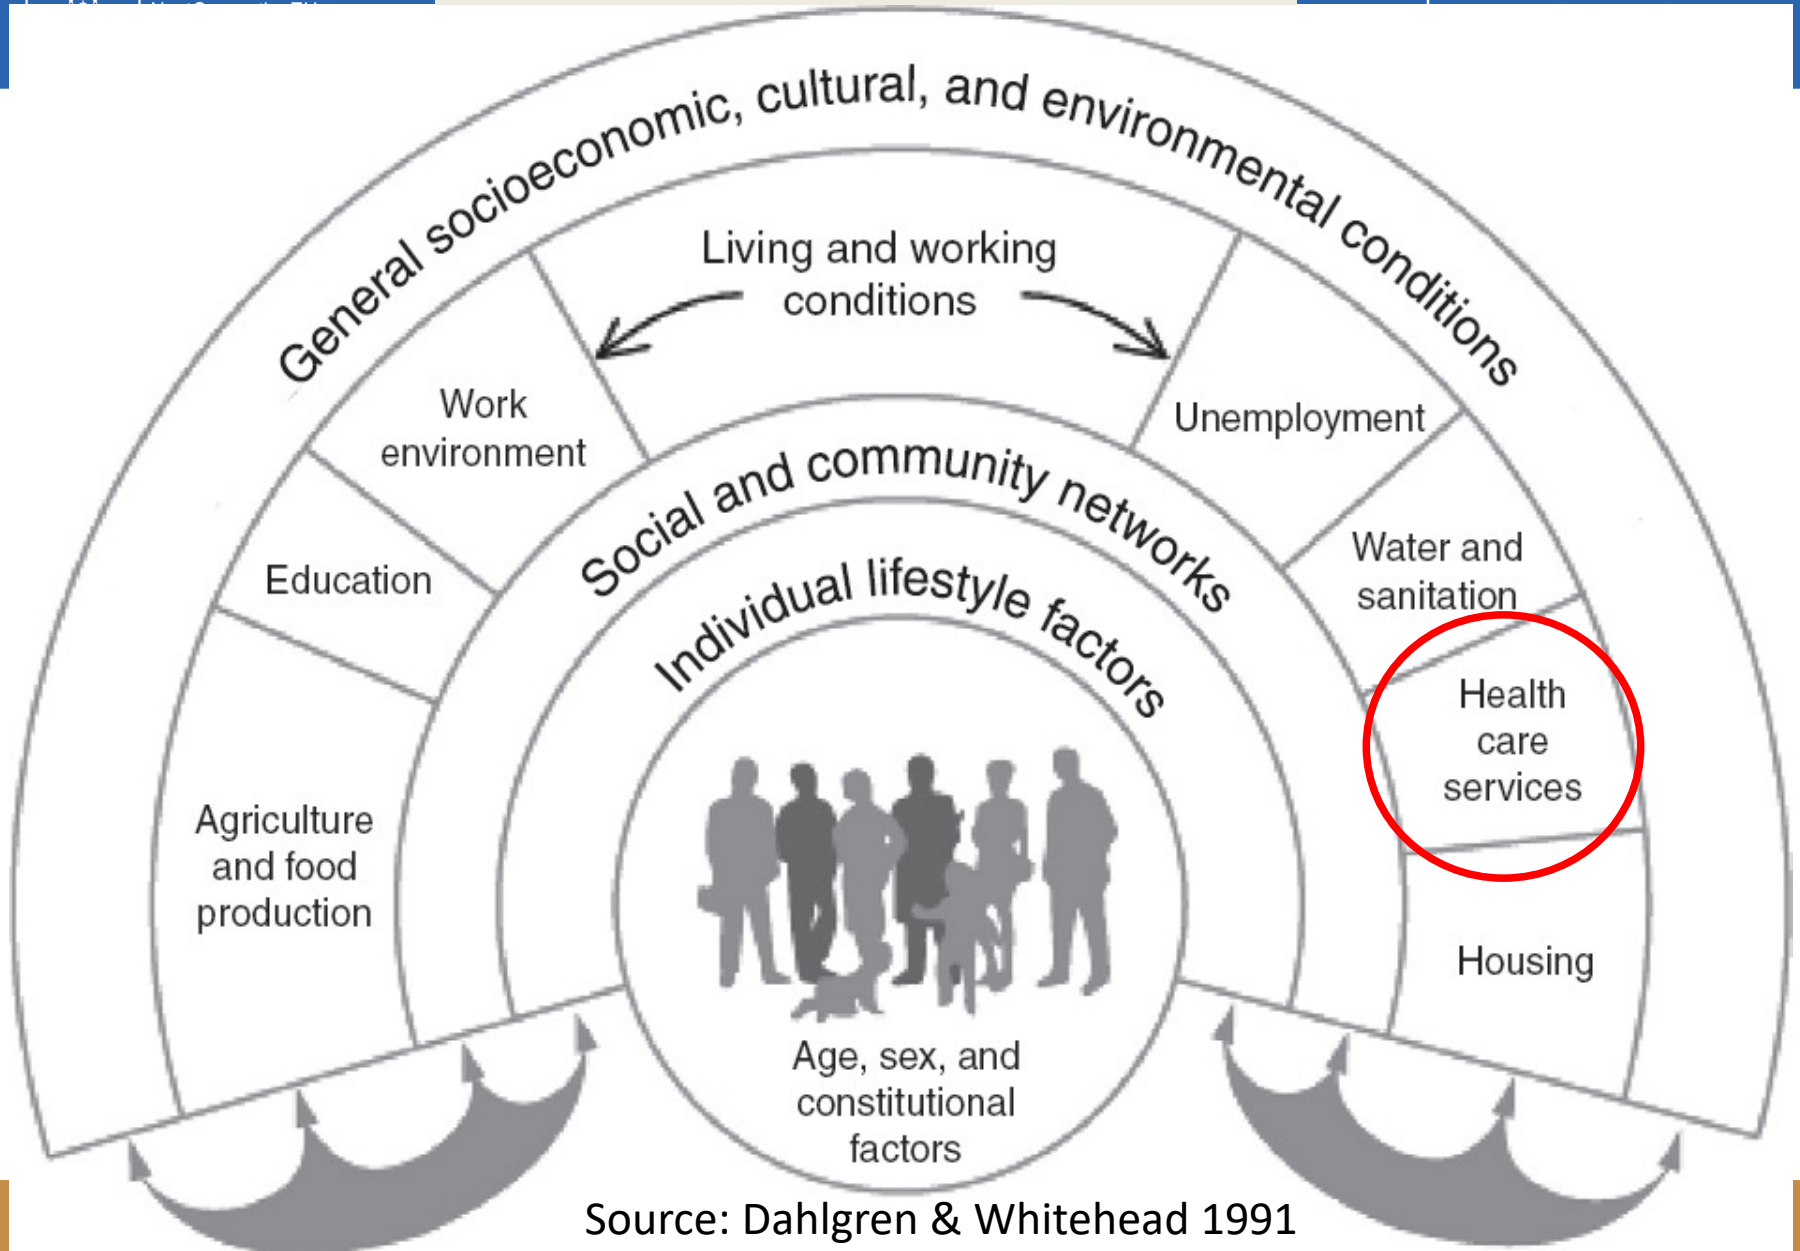 General socioeconomic, cultural, and environmental conditions
Living and working
conditions
Work
environment
Unemployment
Education
Water and
sanitation
Social and community networks
Individual lifestyle factors
Health
care
services
Agriculture
and food
production
Housing
Age, sex, and
constitutional
factors
Source: Dahlgren & Whitehead 1991